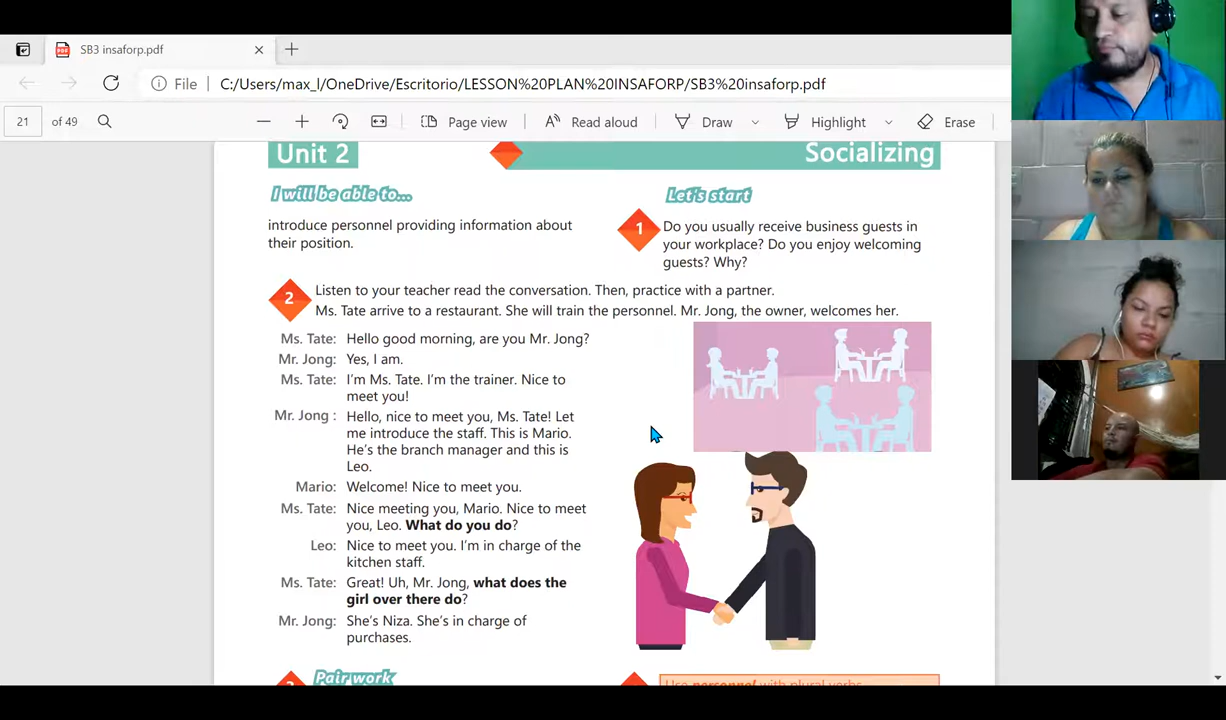 SB3 insaforp.pdf
File C:/Users/max_l/OneDrive/Escritorio/LESSON%20PLAN%20INSAFORP/SB3%20insaforp.pdf
21 of 49 Page view Read aloud Draw Highlight Erase
Unit 2 Socializing
I will be able to...
introduce personnel providing information about
their position.
Let's start
1 Do you usually receive business guests in
your workplace? Do you enjoy welcoming
guests? Why?
2 Listen to your teacher read the conversation. Then, practice with a partner.
Ms. Tate arrive to a restaurant. She will train the personnel. Mr. Jong, the owner, welcomes her.
Ms. Tate: Hello good morning, are you Mr. Jong?
Mr. Jong: Yes, I am.
Ms. Tate: I'm Ms. Tate. I'm the trainer. Nice to
meet you!
Mr. Jong : Hello, nice to meet you, Ms. Tate! Let
me introduce the staff. This is Mario.
He's the branch manager and this is
Leo.
Mario: Welcome! Nice to meet you.
Ms. Tate: Nice meeting you, Mario. Nice to meet
you, Leo. What do you do?
Leo: Nice to meet you. I'm in charge of the
kitchen staff.
Ms. Tate: Great! Uh, Mr. Jong, what does the
girl over there do?
Mr. Jong: She's Niza. She's in charge of
purchases.
Pair work
Use personnel with plural verbs